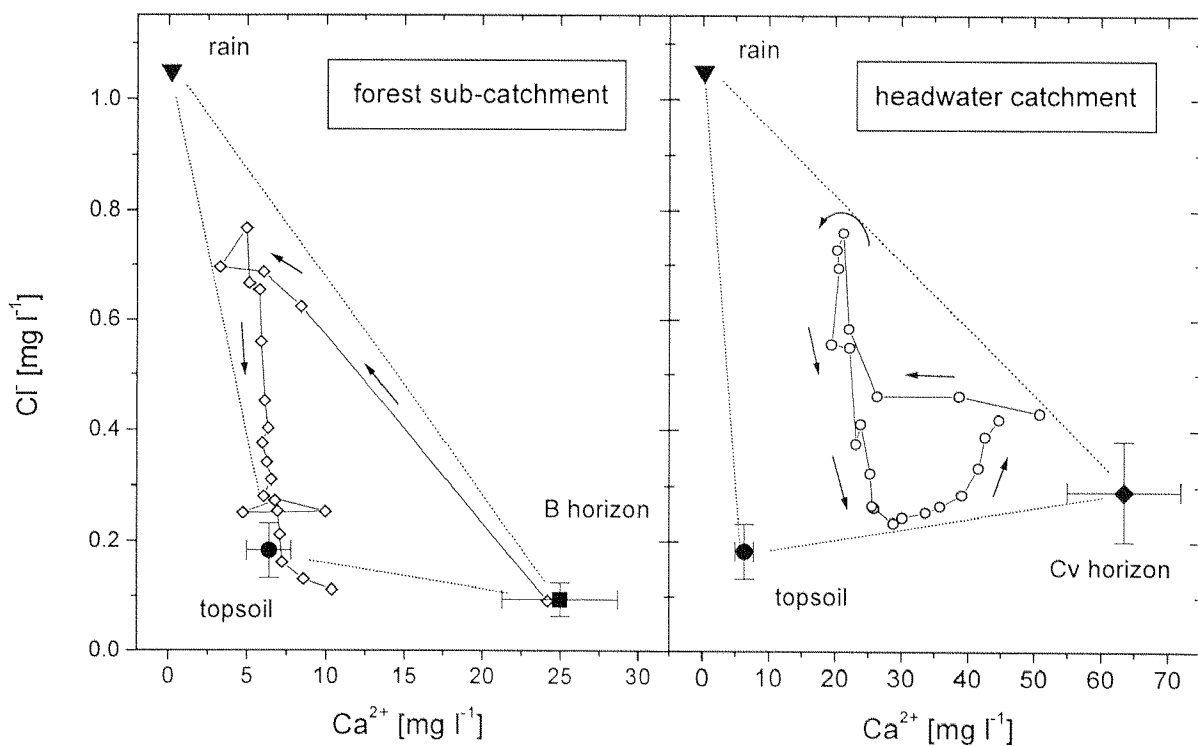 rain
forest sub-catchment
B horizon
topsoil
Cl⁻ [mg l⁻¹]
1.0
0.8
0.6
0.4
0.2
0.0
0 5 10 15 20 25 30
Ca²⁺ [mg l⁻¹]
rain
headwater catchment
topsoil
Cv horizon
0 10 20 30 40 50 60 70
Ca²⁺ [mg l⁻¹]